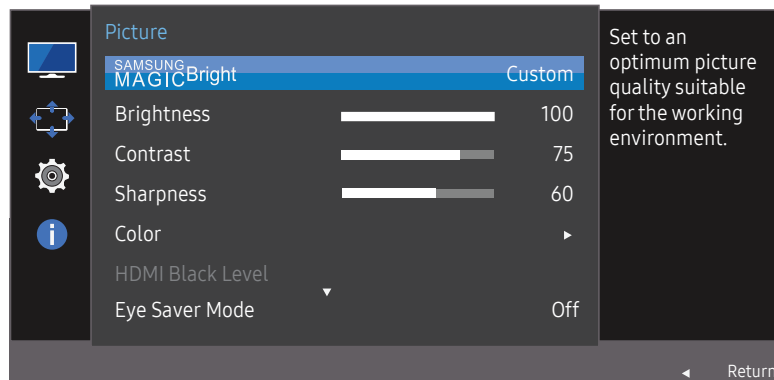 Picture
SAMSUNG
MAGICBright Custom
Brightness 100
Contrast 75
Sharpness 60
Color
HDMI Black Level
Eye Saver Mode Off
Set to an
optimum picture
quality suitable
for the working
environment.
Return